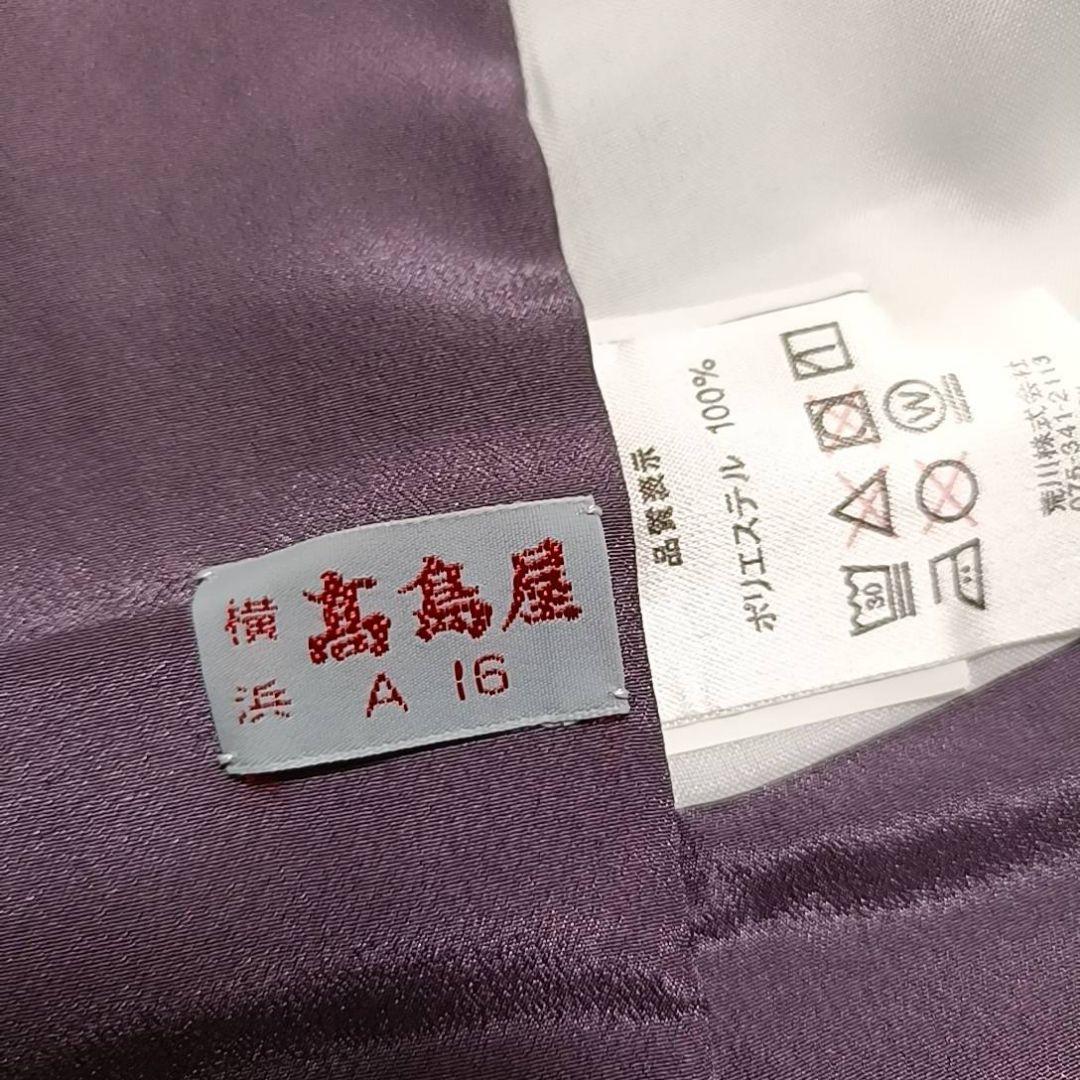 横浜
髙島屋
A 16
品質表示
ポリエステル 100%
30
W
荒川株式会社
075-341-2113